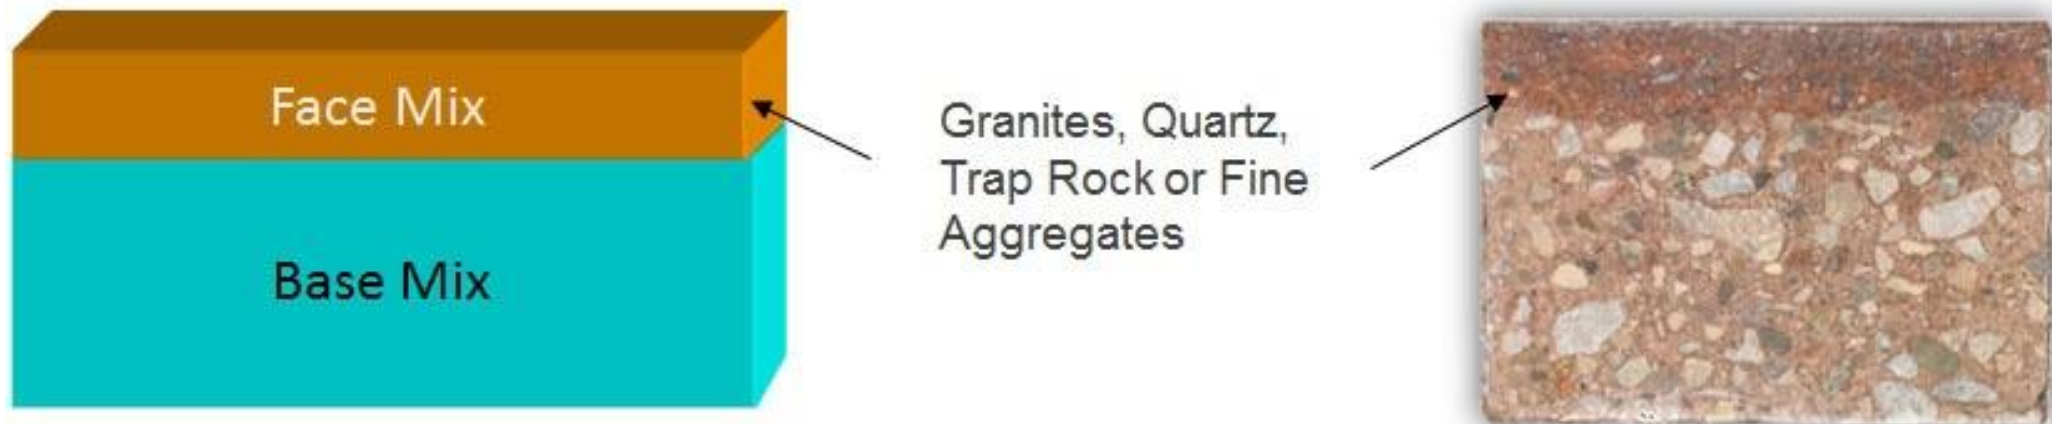 Face Mix
Base Mix
Granites, Quartz,
Trap Rock or Fine
Aggregates